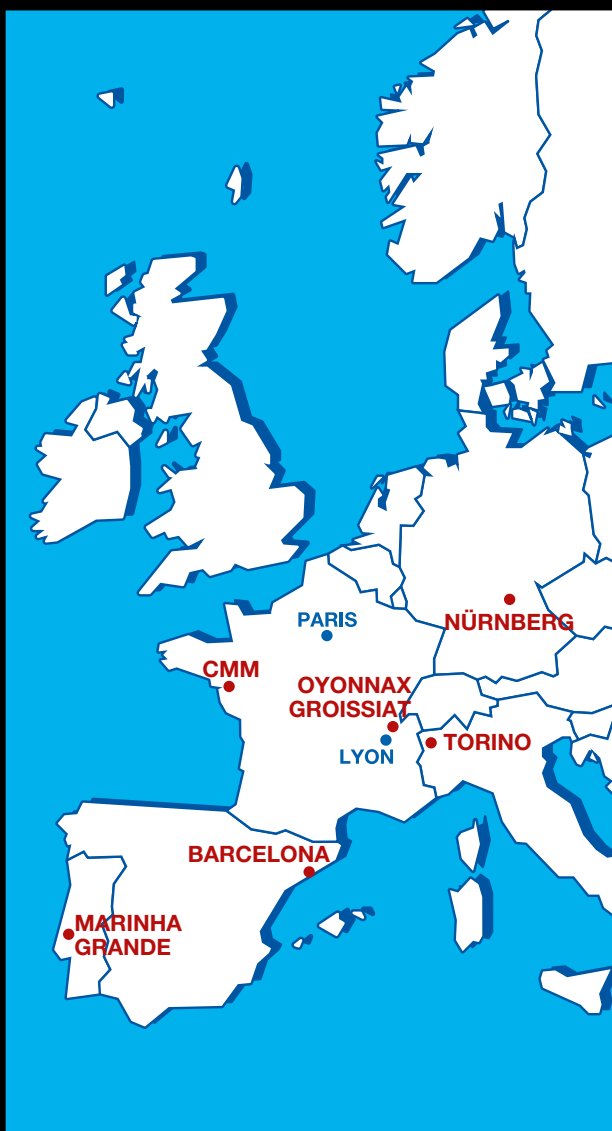 PARIS
NÜRNBERG
CMM
OYONNAX
GROISSIAT
LYON
TORINO
BARCELONA
MARINHA
GRANDE